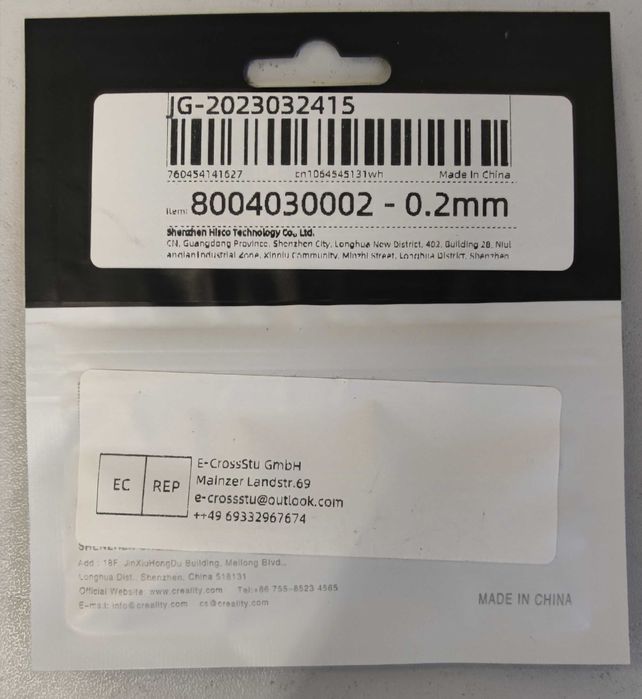 JG-2023032415
760454141627 cn1064545131wh Made In China
Item: 8004030002 - 0.2mm
Shenzhen Hisco Technology Co., Ltd.
CN, Guangdong Province, Shenzhen City, Longhua New District, 402, Building 2B, Niul
anqianIndustrial Zone, Xinniu Community, Minzhi Street, Longhua District, Shenzhen
EC REP
E-CrossStu GmbH
Mainzer Landstr.69
e-crossstu@outlook.com
++49 69332967674
SHENZHEN
Add : 18F, JinXiuHongDu Building, Meilong Blvd.,
Longhua Dist., Shenzhen, China 518131
Official Website: www.creality.com Tel:+86 755-8523 4565
E-mail: info@creality.com cs@creality.com
MADE IN CHINA